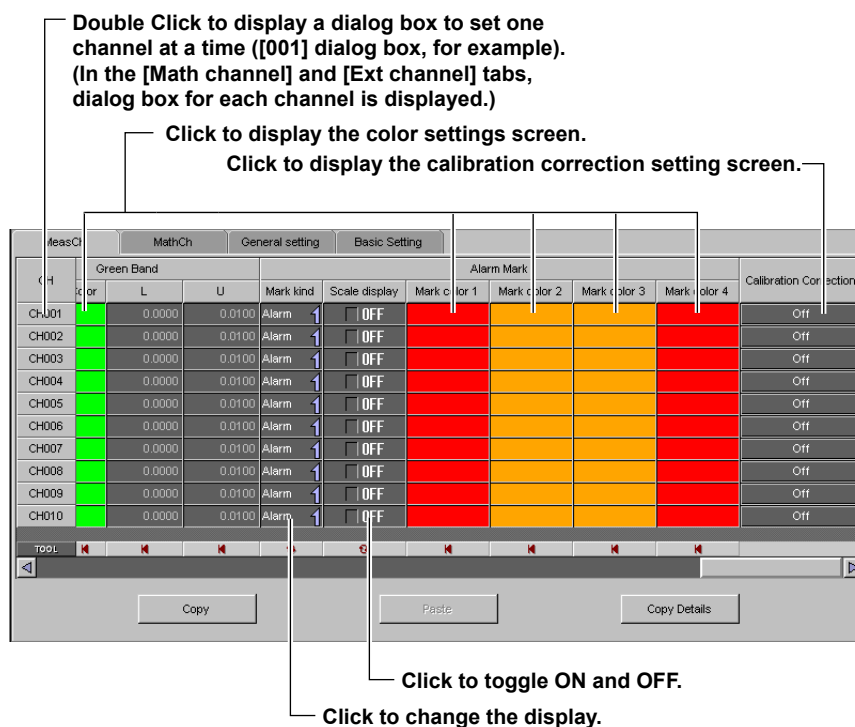 Double Click to display a dialog box to set one
channel at a time ([001] dialog box, for example).
(In the [Math channel] and [Ext channel] tabs,
dialog box for each channel is displayed.)
Click to display the color settings screen.
Click to display the calibration correction setting screen.
MeasCh MathCh General setting Basic Setting
CH Green Band Alarm Mark Calibration Correction
Color L U Mark kind Scale display Mark color 1 Mark color 2 Mark color 3 Mark color 4
CH001 0.0000 0.0100 Alarm OFF Off
CH002 0.0000 0.0100 Alarm OFF Off
CH003 0.0000 0.0100 Alarm OFF Off
CH004 0.0000 0.0100 Alarm OFF Off
CH005 0.0000 0.0100 Alarm OFF Off
CH006 0.0000 0.0100 Alarm OFF Off
CH007 0.0000 0.0100 Alarm OFF Off
CH008 0.0000 0.0100 Alarm OFF Off
CH009 0.0000 0.0100 Alarm OFF Off
CH010 0.0000 0.0100 Alarm OFF Off
TOOL
Copy Paste Copy Details
Click to toggle ON and OFF.
Click to change the display.